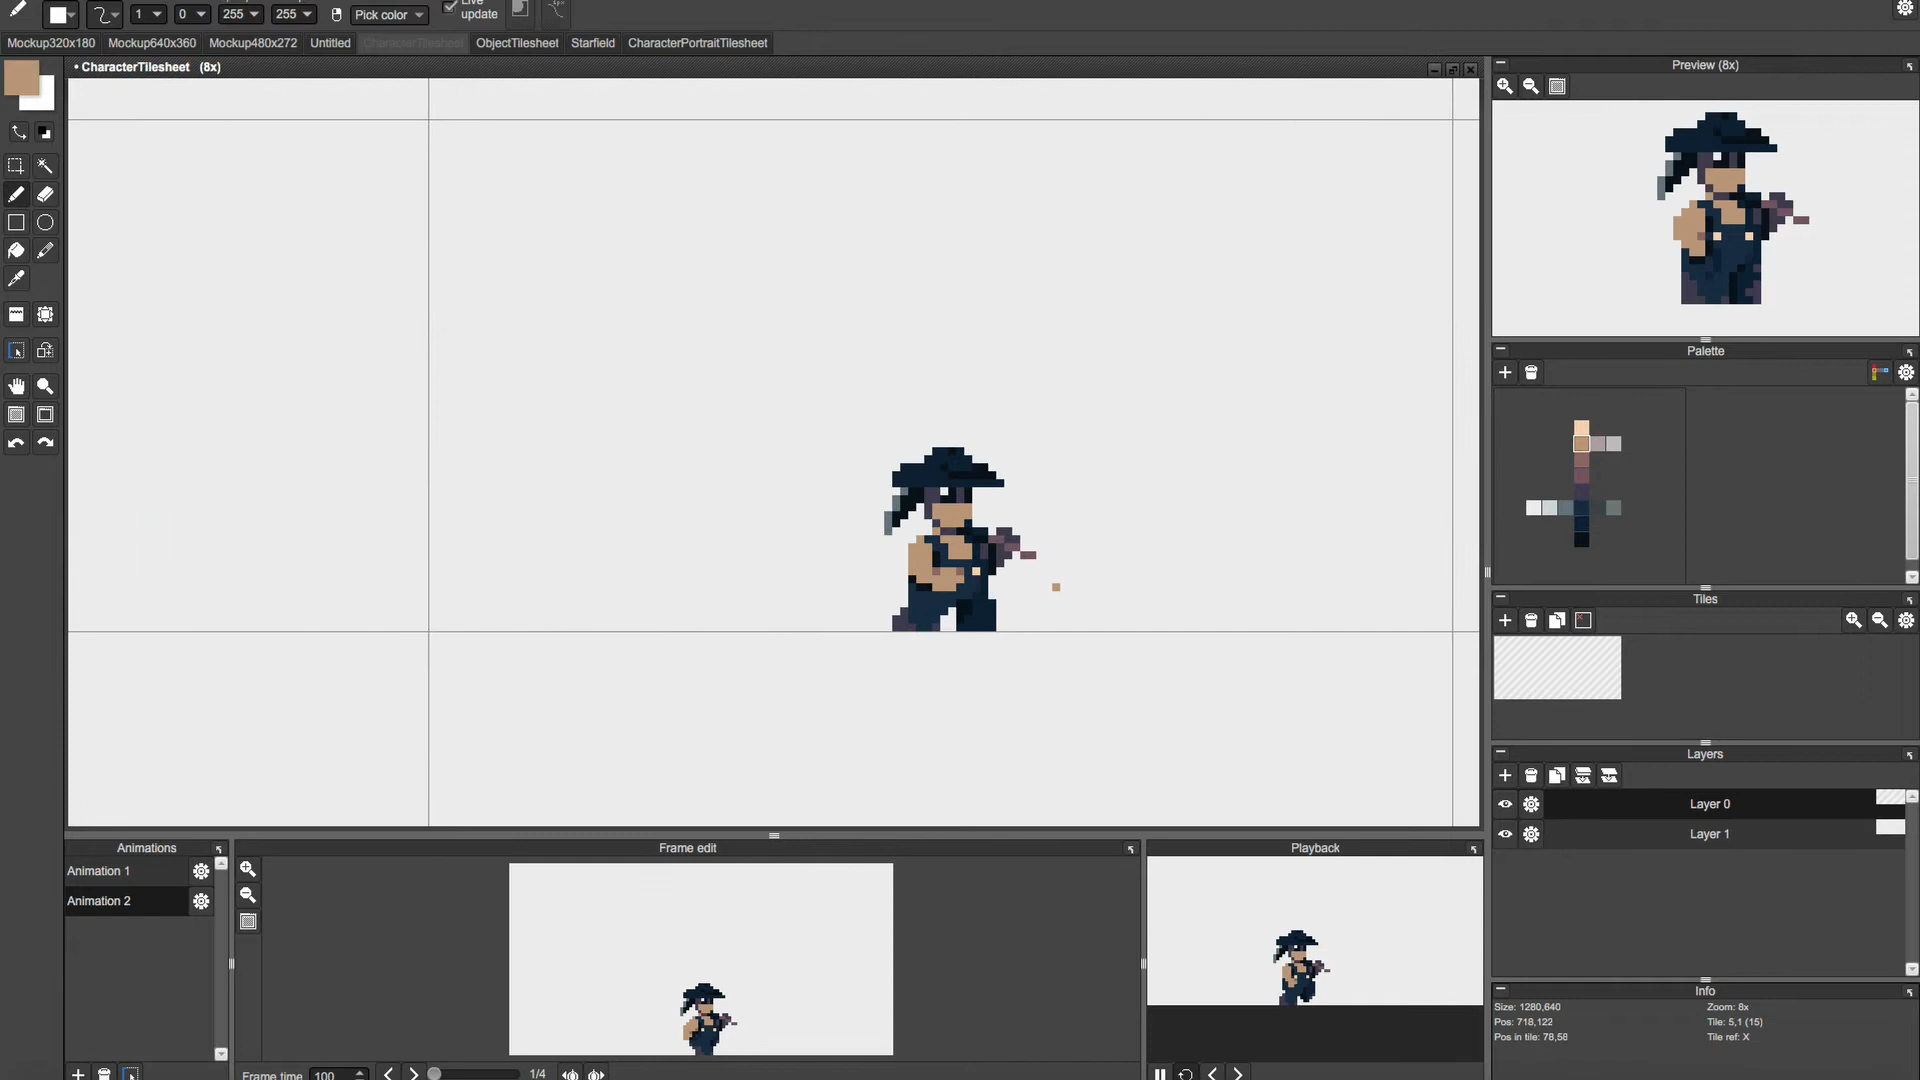 1 0 255 255 Pick color Live update
Mockup320x180 Mockup640x360 Mockup480x272 Untitled CharacterTilesheet ObjectTilesheet Starfield CharacterPortraitTilesheet
• CharacterTilesheet (8x)
Preview (8x)
Palette
Tiles
Layers
Layer 0
Layer 1
Animations
Animation 1
Animation 2
Frame edit
Frame time 100
1/4
Playback
Info
Size: 1280,640 Zoom: 8x
Pos: 718,122 Tile: 5,1 (15)
Pos in tile: 78,58 Tile ref: X